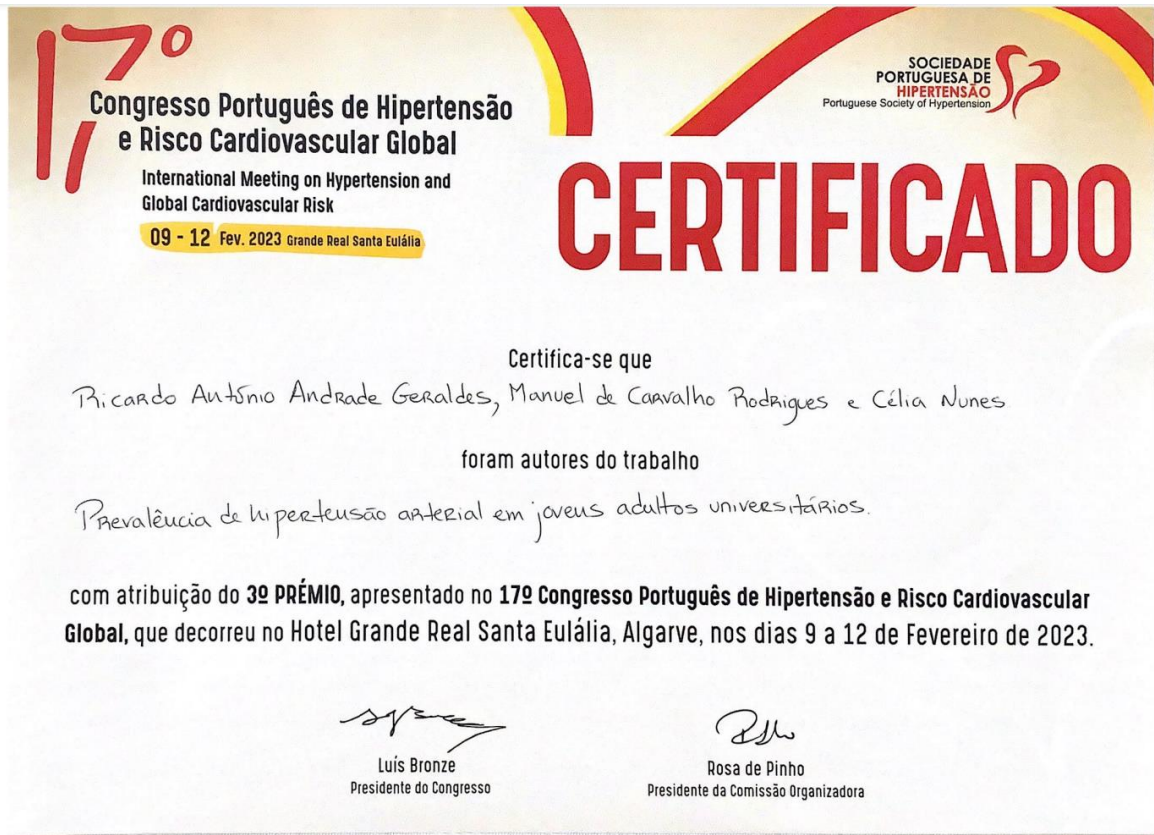 17º
Congresso Português de Hipertensão
e Risco Cardiovascular Global
International Meeting on Hypertension and
Global Cardiovascular Risk
09 - 12 Fev. 2023 Grande Real Santa Eulália
SOCIEDADE
PORTUGUESA DE
HIPERTENSÃO
Portuguese Society of Hypertension
CERTIFICADO
Certifica-se que
Ricardo António Andrade Geraldes, Manuel de Carvalho Rodrigues e Célia Nunes
foram autores do trabalho
Prevalência de hipertensão arterial em jovens adultos universitários.
com atribuição do 3º PRÉMIO, apresentado no 17º Congresso Português de Hipertensão e Risco Cardiovascular
Global, que decorreu no Hotel Grande Real Santa Eulália, Algarve, nos dias 9 a 12 de Fevereiro de 2023.
Luís Bronze
Presidente do Congresso
Rosa de Pinho
Presidente da Comissão Organizadora